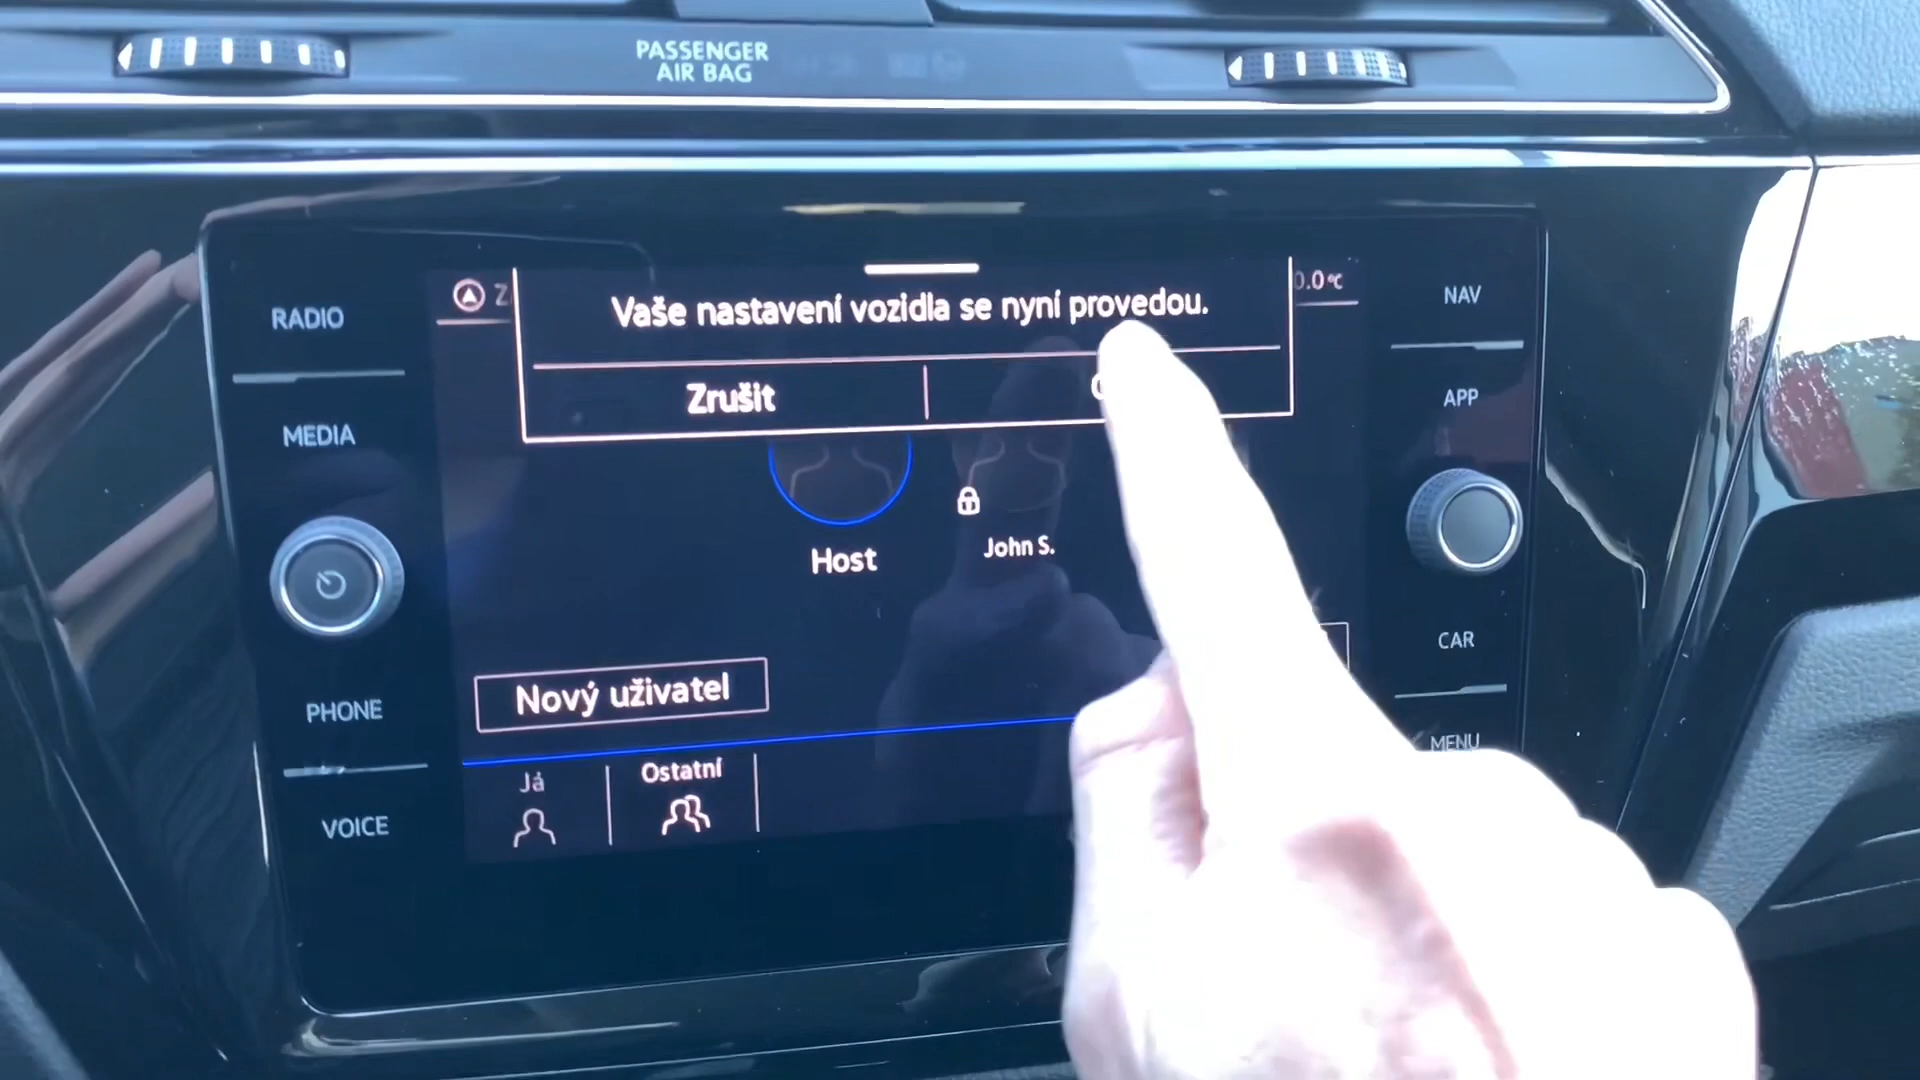 PASSENGER
AIR BAG
RADIO
MEDIA
PHONE
VOICE
Vaše nastavení vozidla se nyní provedou.
Zrušit
0.0°C
Host
John S.
Nový uživatel
Já
Ostatní
NAV
APP
CAR
MENU